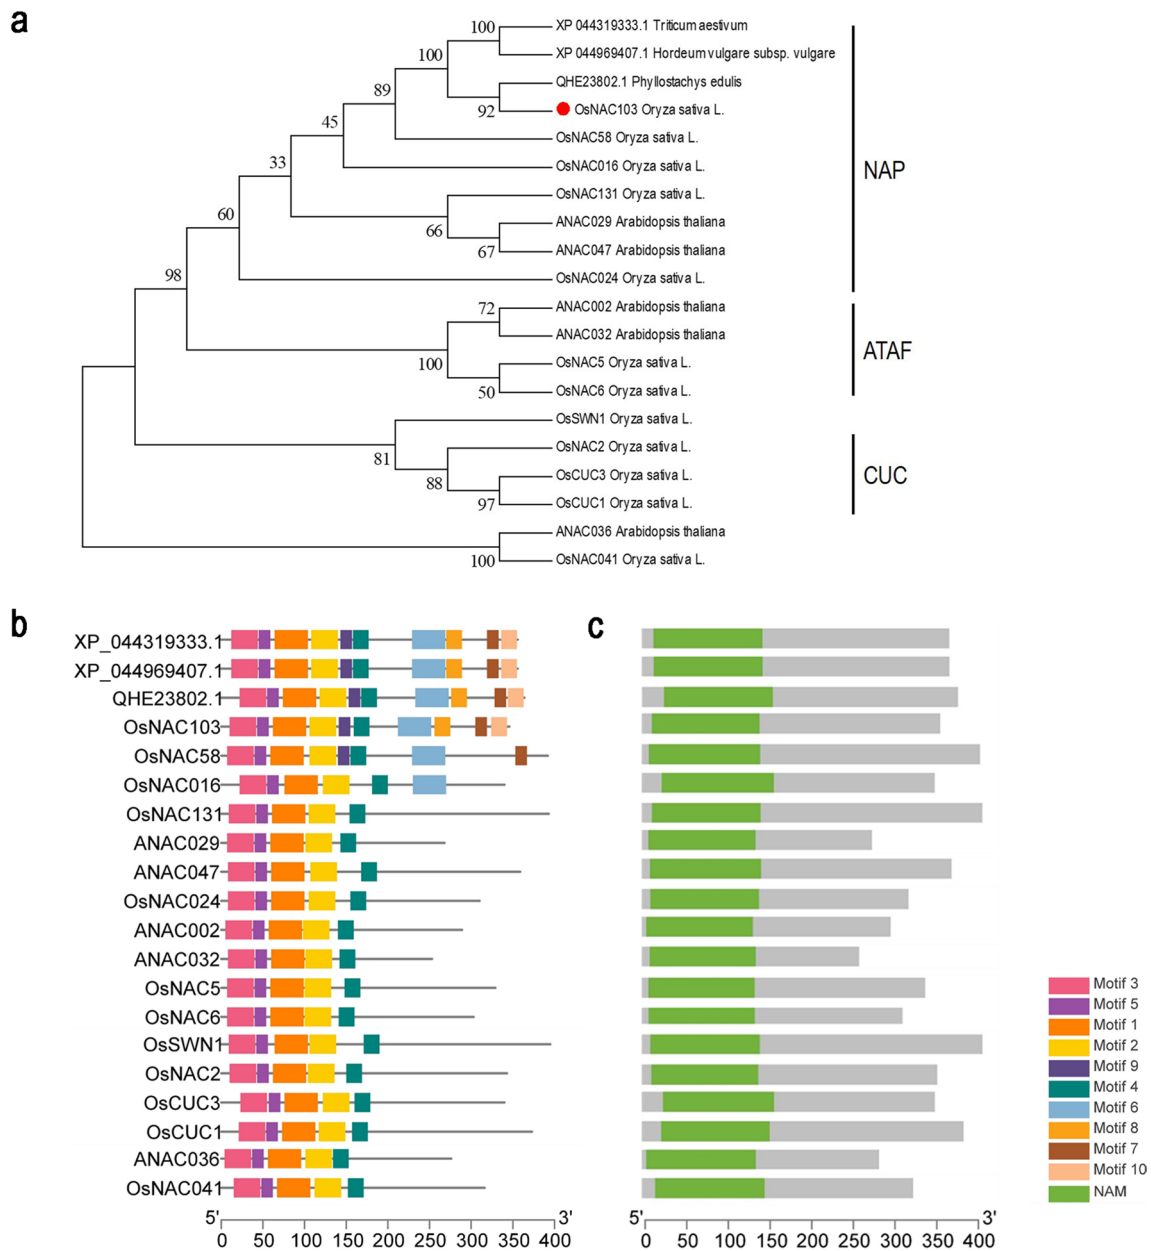 a
100
XP 044319333.1 Triticum aestivum
100
XP 044969407.1 Hordeum vulgare subsp. vulgare
89
QHE23802.1 Phyllostachys edulis
92
OsNAC103 Oryza sativa L.
45
OsNAC58 Oryza sativa L.
33
OsNAC016 Oryza sativa L.
NAP
OsNAC131 Oryza sativa L.
60
66
ANAC029 Arabidopsis thaliana
67
ANAC047 Arabidopsis thaliana
98
OsNAC024 Oryza sativa L.
72
ANAC002 Arabidopsis thaliana
ANAC032 Arabidopsis thaliana
ATAF
100
OsNAC5 Oryza sativa L.
50
OsNAC6 Oryza sativa L.
OsSWN1 Oryza sativa L.
81
OsNAC2 Oryza sativa L.
88
OsCUC3 Oryza sativa L.
CUC
97
OsCUC1 Oryza sativa L.
ANAC036 Arabidopsis thaliana
100
OsNAC041 Oryza sativa L.
b
XP_044319333.1
XP_044969407.1
QHE23802.1
OsNAC103
OsNAC58
OsNAC016
OsNAC131
ANAC029
ANAC047
OsNAC024
ANAC002
ANAC032
OsNAC5
OsNAC6
OsSWN1
OsNAC2
OsCUC3
OsCUC1
ANAC036
OsNAC041
5' 3'
0 50 100 150 200 250 300 350 400
c
5' 3'
0 50 100 150 200 250 300 350 400
Motif 3
Motif 5
Motif 1
Motif 2
Motif 9
Motif 4
Motif 6
Motif 8
Motif 7
Motif 10
NAM